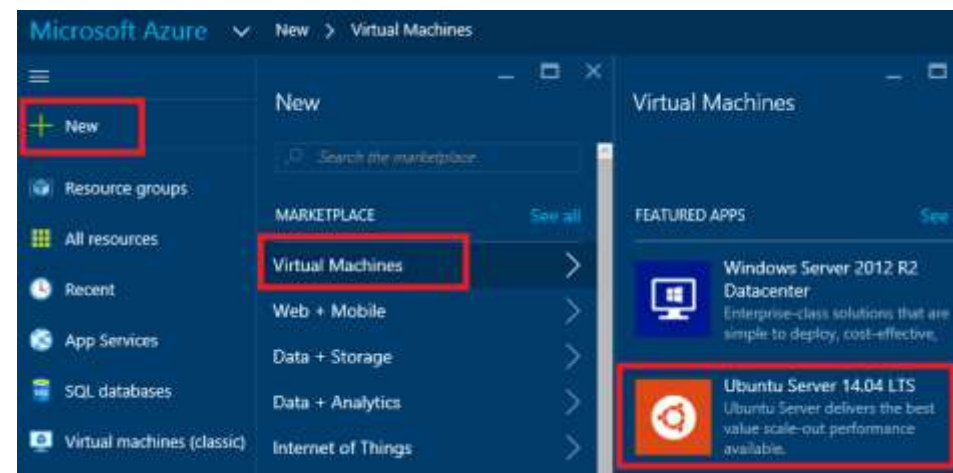 Microsoft Azure
New > Virtual Machines
New
Resource groups
All resources
Recent
App Services
SQL databases
Virtual machines (classic)
New
Search the marketplace
MARKETPLACE
See all
Virtual Machines
Web + Mobile
Data + Storage
Data + Analytics
Internet of Things
Virtual Machines
FEATURED APPS
See
Windows Server 2012 R2
Datacenter
Enterprise-class solutions that are
simple to deploy, cost-effective,
Ubuntu Server 14.04 LTS
Ubuntu Server delivers the best
value scale-out performance
available.